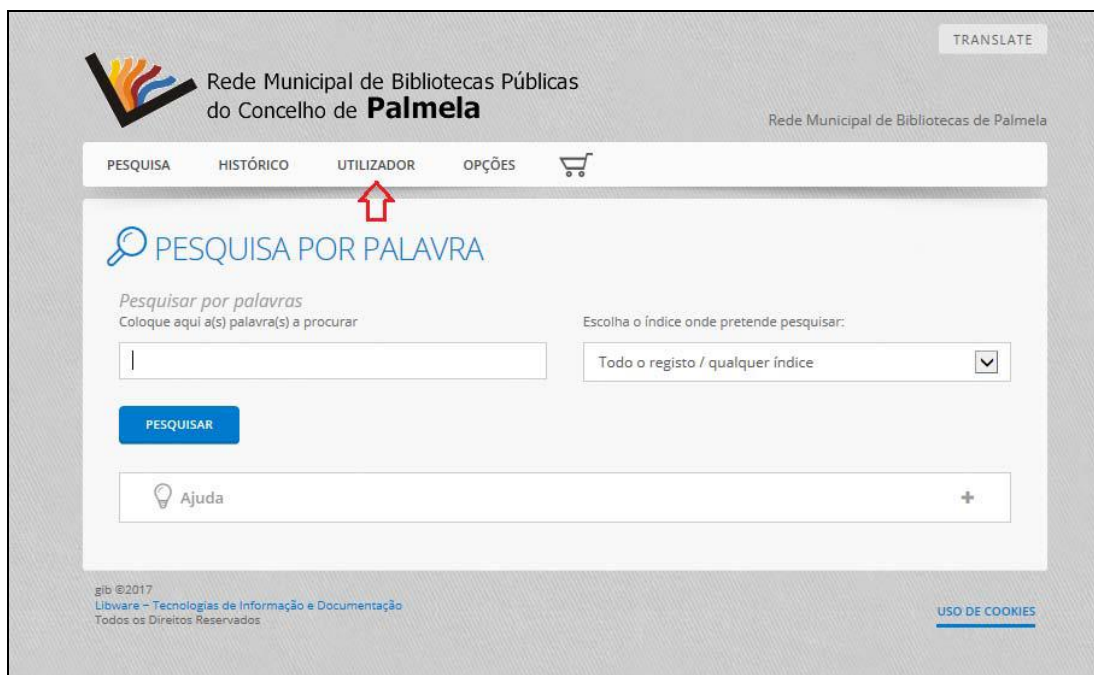 TRANSLATE
Rede Municipal de Bibliotecas Públicas
do Concelho de Palmela
Rede Municipal de Bibliotecas de Palmela
PESQUISA HISTÓRICO UTILIZADOR OPÇÕES
PESQUISA POR PALAVRA
Pesquisar por palavras
Coloque aqui a(s) palavra(s) a procurar
Escolha o índice onde pretende pesquisar:
Todo o registo / qualquer índice
PESQUISAR
Ajuda
gib ©2017
Libware – Tecnologias de Informação e Documentação
Todos os Direitos Reservados
USO DE COOKIES